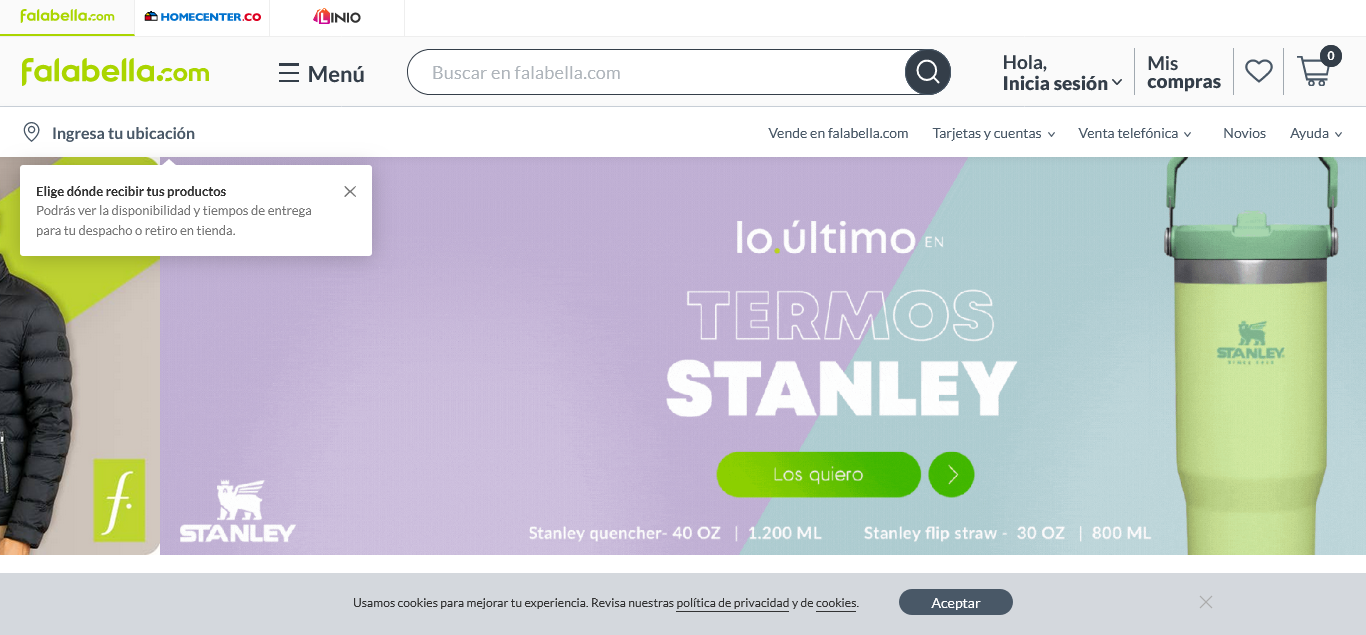 falabella.com
HOMECENTER.CO
LINIO
falabella.com
Menú
Buscar en falabella.com
Hola,
Inicia sesión
Mis
compras
0
Ingresa tu ubicación
Vende en falabella.com
Tarjetas y cuentas
Venta telefónica
Novios
Ayuda
Elige dónde recibir tus productos
Podrás ver la disponibilidad y tiempos de entrega
para tu despacho o retiro en tienda.
lo.último EN
TERMOS
STANLEY
STANLEY
Los quiero
f.
STANLEY
Stanley quencher- 40 OZ | 1.200 ML
Stanley flip straw - 30 OZ | 800 ML
Usamos cookies para mejorar tu experiencia. Revisa nuestras política de privacidad y de cookies.
Aceptar